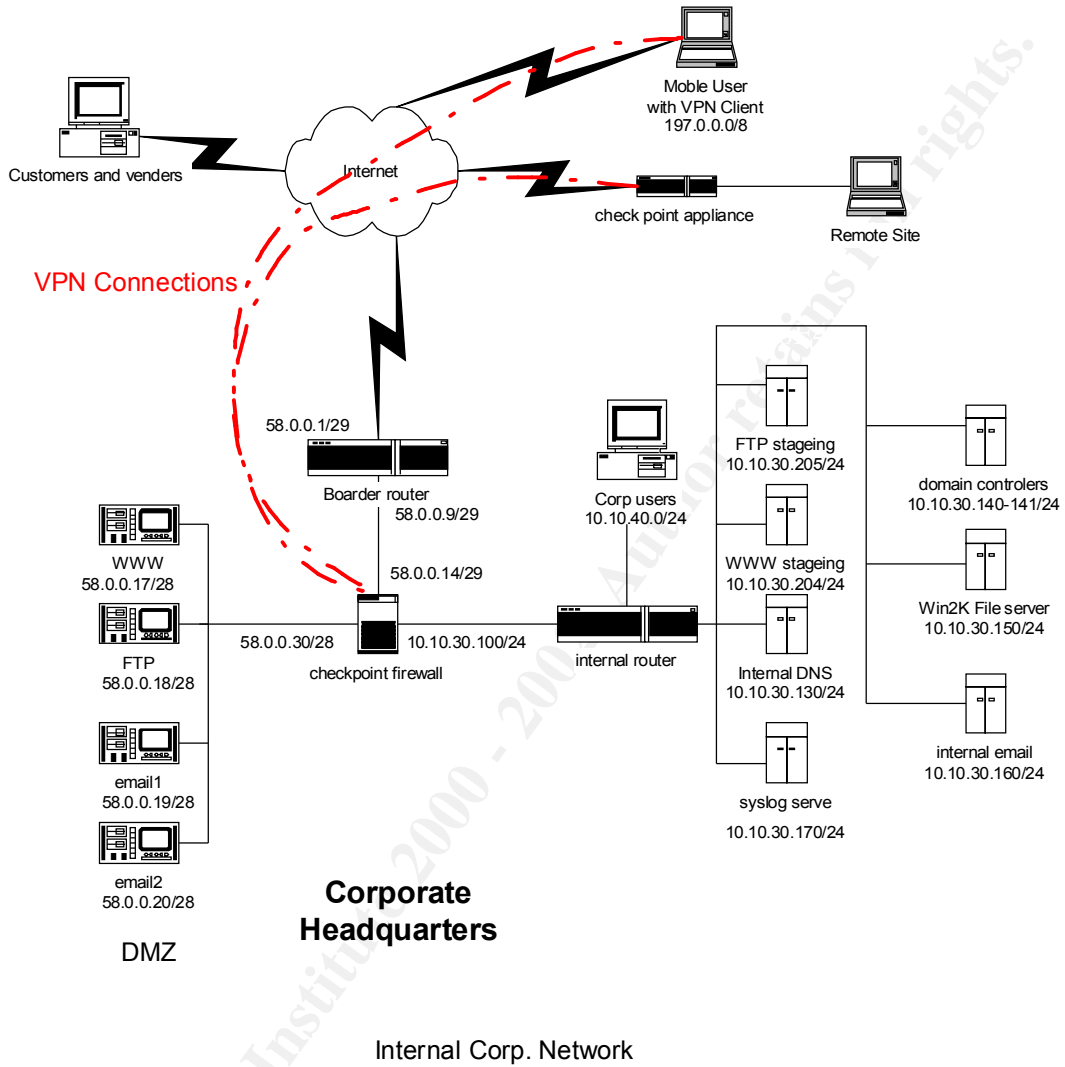 Moble User
with VPN Client
197.0.0.0/8
Customers and venders
Internet
check point appliance
Remote Site
VPN Connections
58.0.0.1/29
Boarder router
58.0.0.9/29
58.0.0.14/29
WWW
58.0.0.17/28
FTP
58.0.0.18/28
email1
58.0.0.19/28
email2
58.0.0.20/28
DMZ
58.0.0.30/28
checkpoint firewall
10.10.30.100/24
Corp users
10.10.40.0/24
internal router
FTP stageing
10.10.30.205/24
WWW stageing
10.10.30.204/24
Internal DNS
10.10.30.130/24
syslog serve
10.10.30.170/24
domain controlers
10.10.30.140-141/24
Win2K File server
10.10.30.150/24
internal email
10.10.30.160/24
Corporate
Headquarters
Internal Corp. Network
Institute 2000 - 200 Author retains rights.